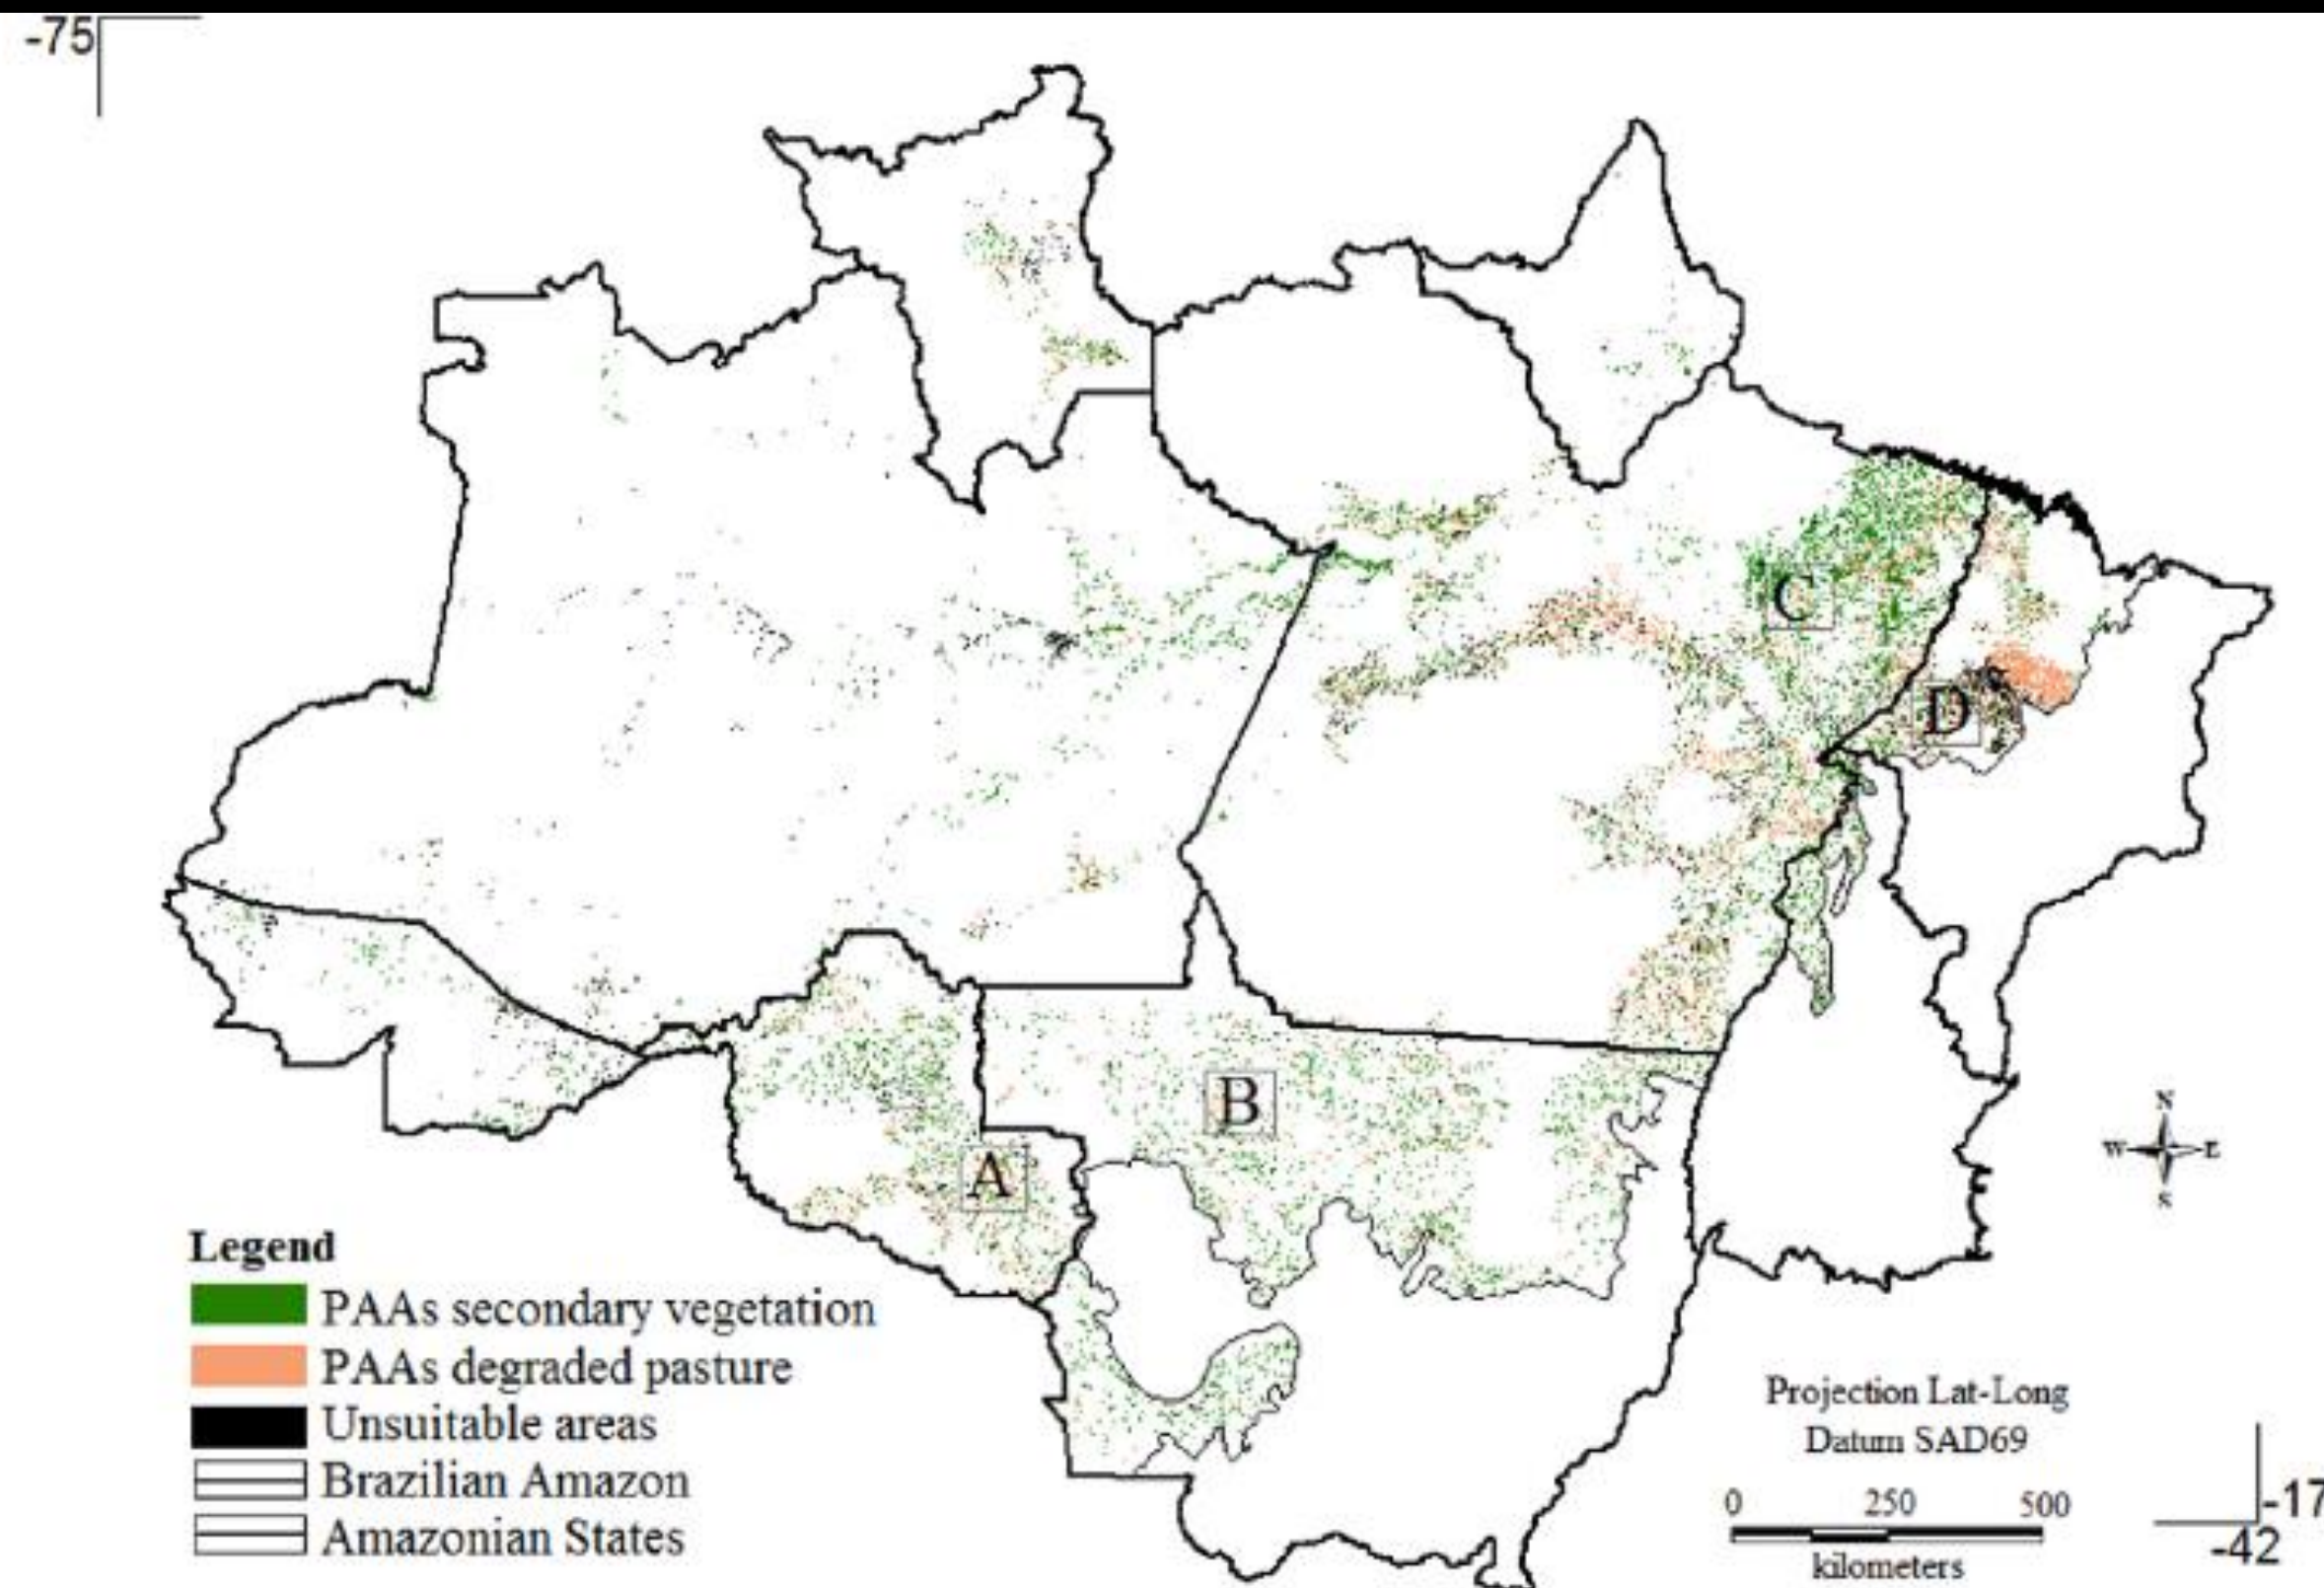 -75
C
D
B
A
N
W E
S
Legend
PAAs secondary vegetation
PAAs degraded pasture
Unsuitable areas
Brazilian Amazon
Amazonian States
Projection Lat-Long
Datum SAD69
0 250 500
kilometers
-17
-42